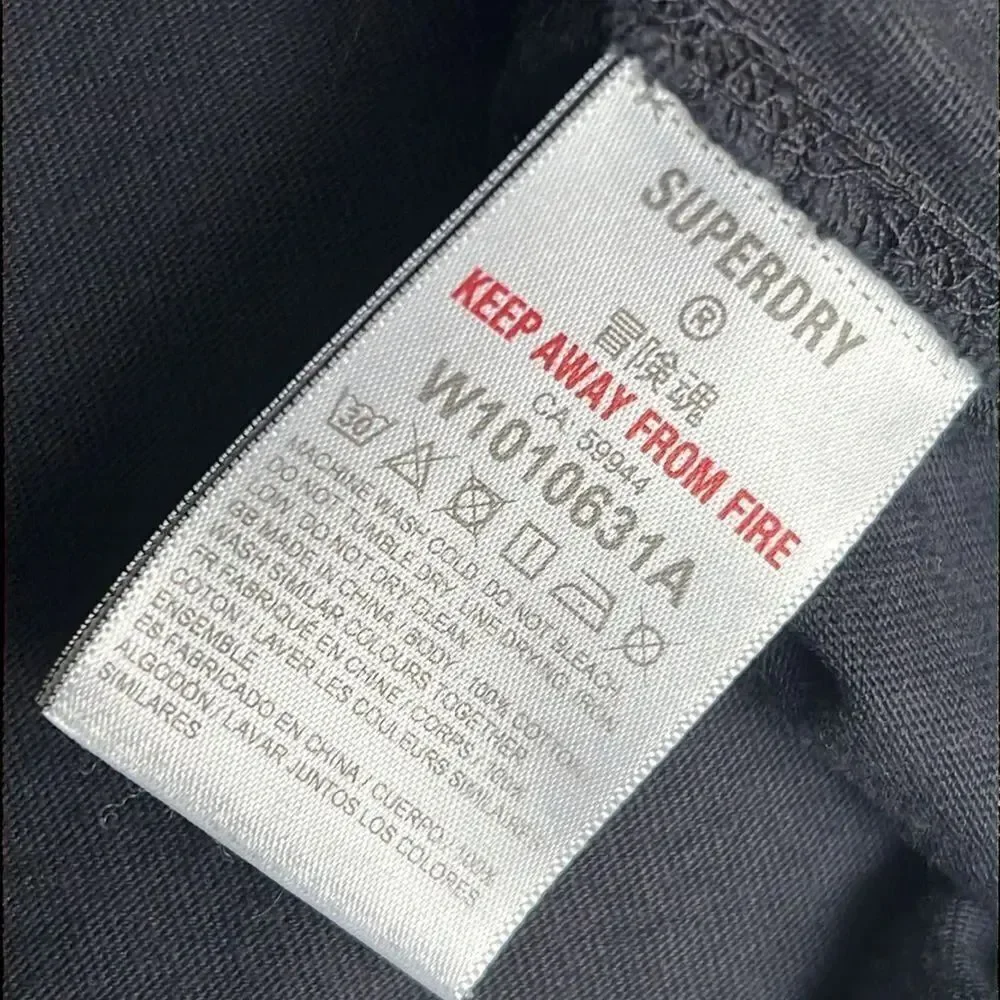 SUPERDRY
®
冒険魂
KEEP AWAY FROM FIRE
CA 59944
W1010631A
30
MACHINE WASH COLD, DO NOT BLEACH
DO NOT TUMBLE DRY, LINE DRYING, IRON
LOW, DO NOT DRY CLEAN
GB MADE IN CHINA / BODY / 100% COTTON
WASH SIMILAR COLOURS TOGETHER
FR FABRIQUÉ EN CHINE / CORPS /
COTON / LAVER LES COULEURS
ENSEMBLE
ES FABRICADO EN CHINA / CUERPO / 100%
ALGODÓN / LAVAR JUNTOS LOS COLORES
SIMILARES